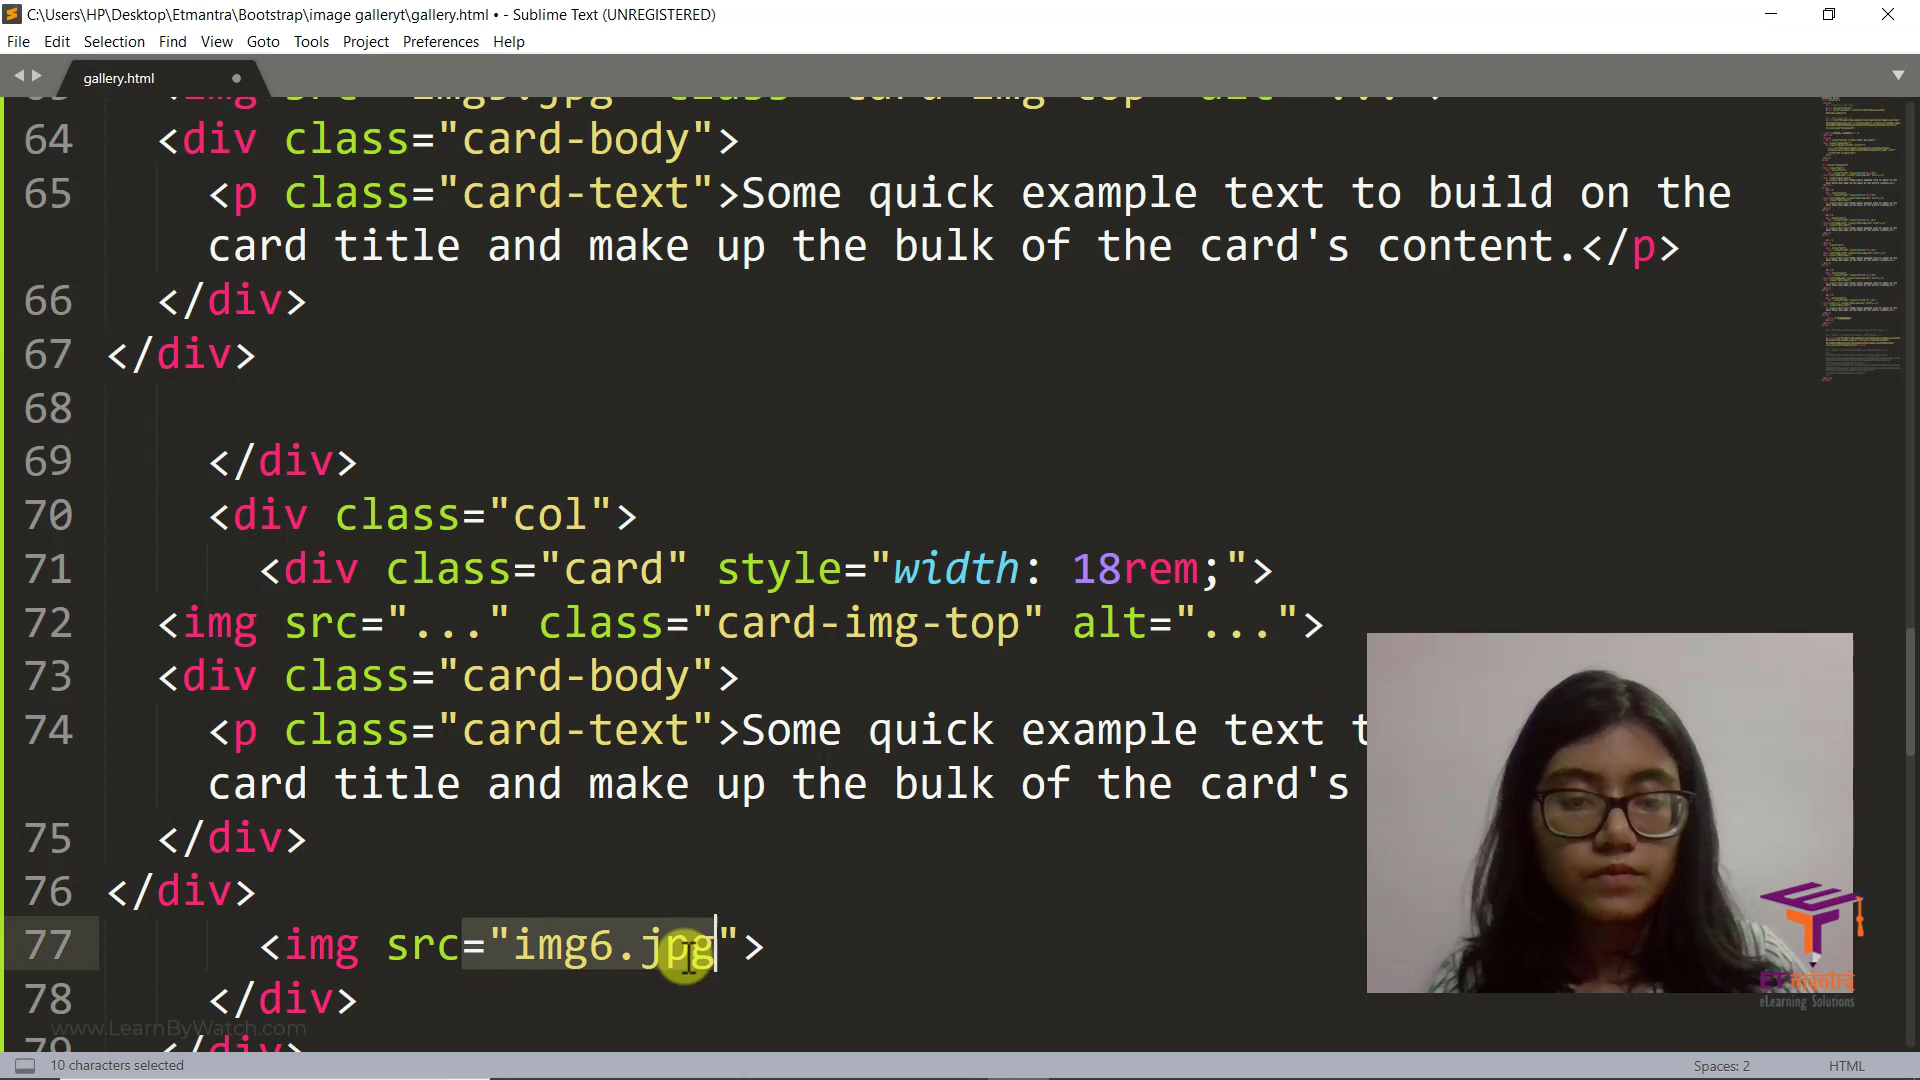 C:\Users\HP\Desktop\Etmantra\Bootstrap\image galleryt\gallery.html • - Sublime Text (UNREGISTERED)
File Edit Selection Find View Goto Tools Project Preferences Help
gallery.html
64 <div class="card-body">
65 <p class="card-text">Some quick example text to build on the
card title and make up the bulk of the card's content.</p>
66 </div>
67 </div>
68
69 </div>
70 <div class="col">
71 <div class="card" style="width: 18rem;">
72 <img src="..." class="card-img-top" alt="...">
73 <div class="card-body">
74 <p class="card-text">Some quick example text t
card title and make up the bulk of the card's
75 </div>
76 </div>
77 <img src="img6.jpg">
78 </div>
79 </div>
www.LearnByWatch.com
ETmantra
eLearning Solutions
10 characters selected
Spaces: 2
HTML